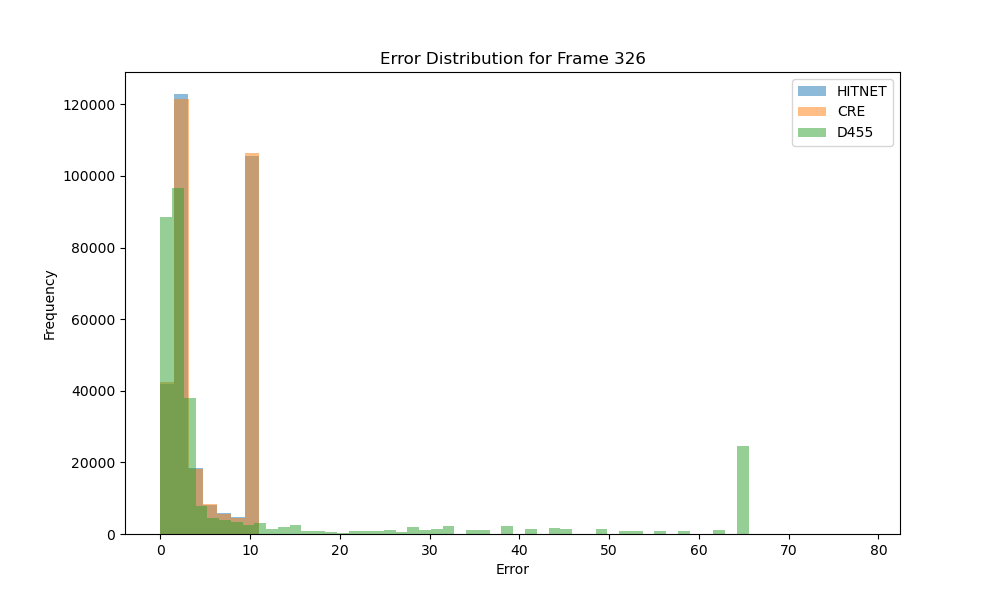 Error Distribution for Frame 326
HITNET
CRE
D455
120000
100000
80000
60000
40000
20000
0
Frequency
0 10 20 30 40 50 60 70 80
Error